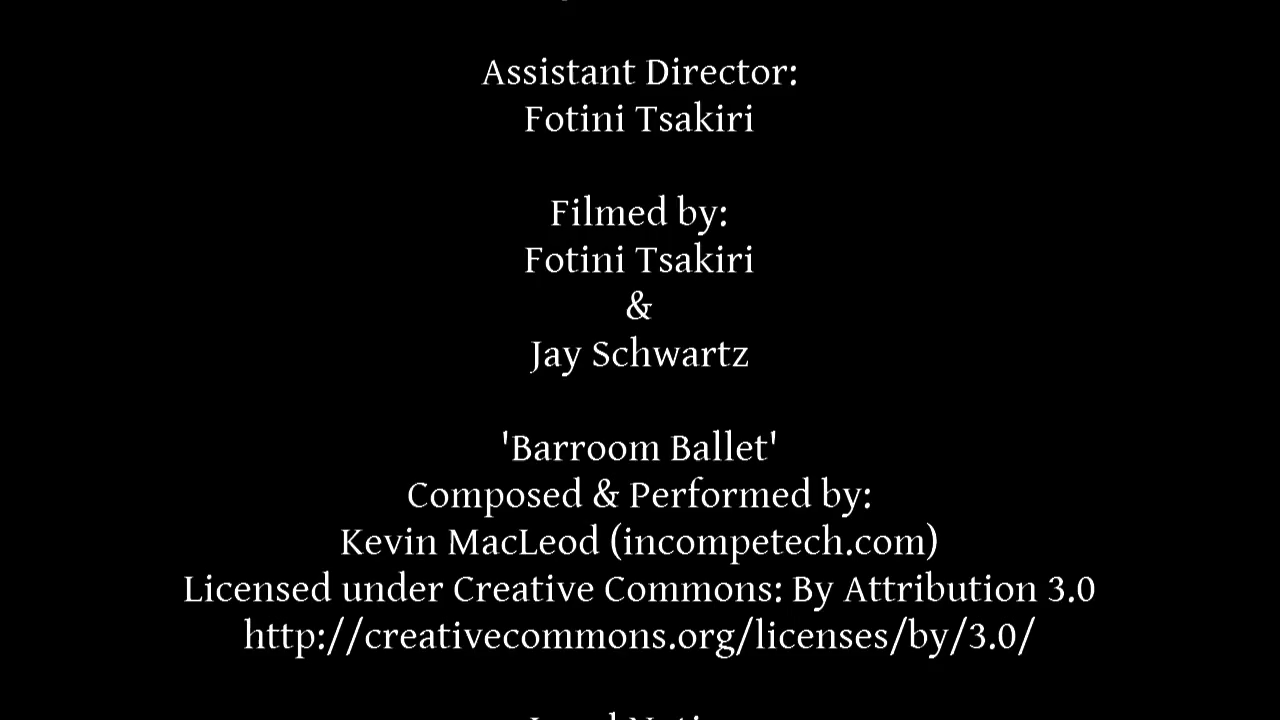 Assistant Director:
Fotini Tsakiri
Filmed by:
Fotini Tsakiri
&
Jay Schwartz
'Barroom Ballet'
Composed & Performed by:
Kevin MacLeod (incompetech.com)
Licensed under Creative Commons: By Attribution 3.0
http://creativecommons.org/licenses/by/3.0/